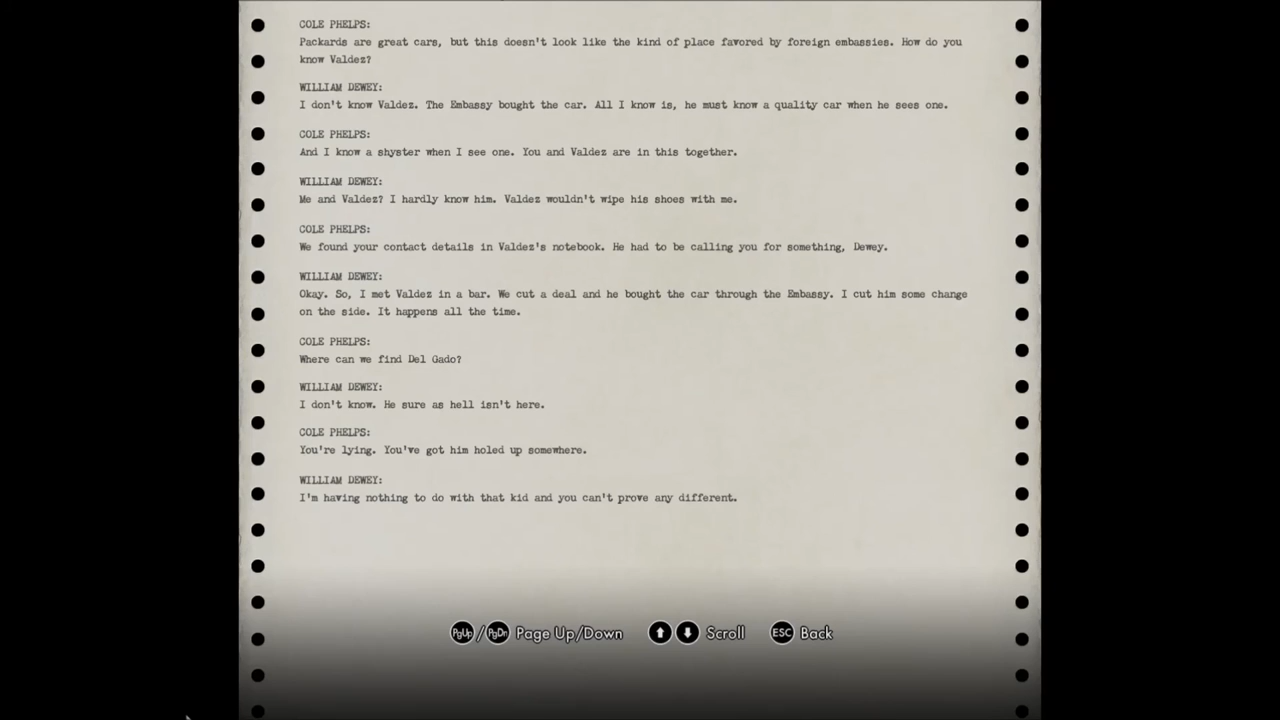 COLE PHELPS:
Packards are great cars, but this doesn't look like the kind of place favored by foreign embassies. How do you
know Valdez?
WILLIAM DEWEY:
I don't know Valdez. The Embassy bought the car. All I know is, he must know a quality car when he sees one.
COLE PHELPS:
And I know a shyster when I see one. You and Valdez are in this together.
WILLIAM DEWEY:
Me and Valdez? I hardly know him. Valdez wouldn't wipe his shoes with me.
COLE PHELPS:
We found your contact details in Valdez's notebook. He had to be calling you for something, Dewey.
WILLIAM DEWEY:
Okay. So, I met Valdez in a bar. We cut a deal and he bought the car through the Embassy. I cut him some change
on the side. It happens all the time.
COLE PHELPS:
Where can we find Del Gado?
WILLIAM DEWEY:
I don't know. He sure as hell isn't here.
COLE PHELPS:
You're lying. You've got him holed up somewhere.
WILLIAM DEWEY:
I'm having nothing to do with that kid and you can't prove any different.
PgUp/PgDn Page Up/Down Scroll ESC Back